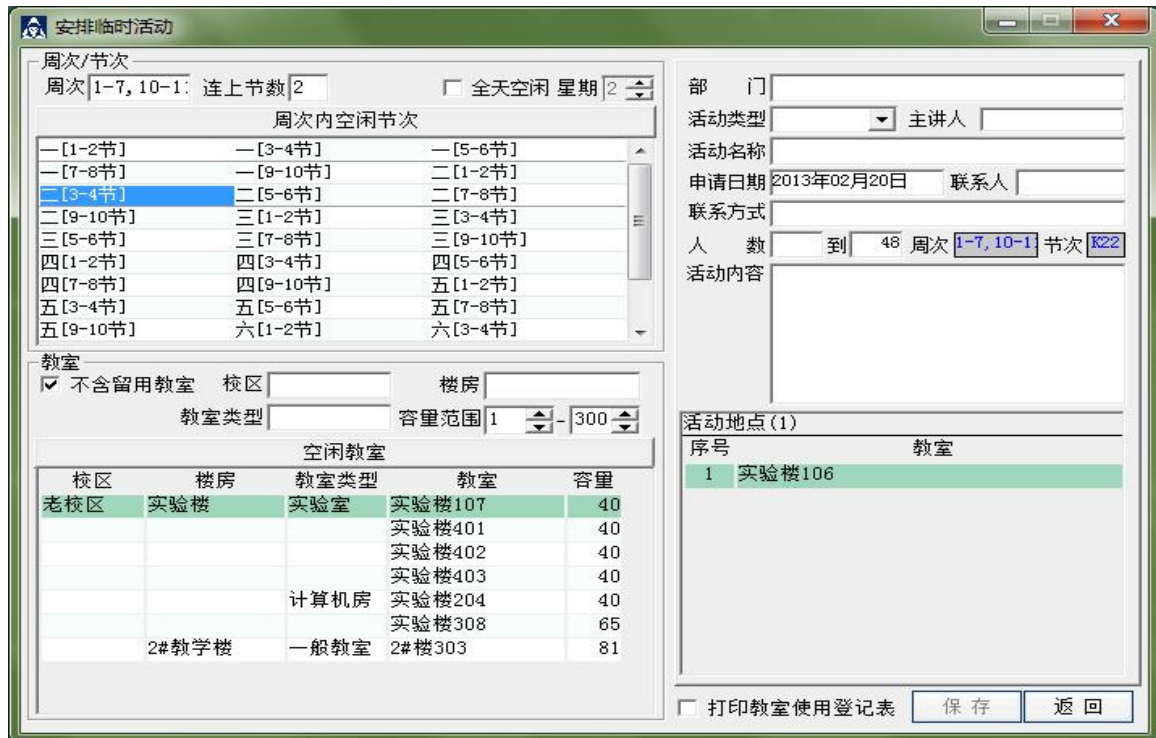 安排临时活动
周次/节次
周次 1-7,10-1 连上节数 2 全天空闲 星期 2
周次内空闲节次
一[1-2节] 一[3-4节] 一[5-6节]
一[7-8节] 一[9-10节] 二[1-2节]
二[3-4节] 二[5-6节] 二[7-8节]
二[9-10节] 三[1-2节] 三[3-4节]
三[5-6节] 三[7-8节] 三[9-10节]
四[1-2节] 四[3-4节] 四[5-6节]
四[7-8节] 四[9-10节] 五[1-2节]
五[3-4节] 五[5-6节] 五[7-8节]
五[9-10节] 六[1-2节] 六[3-4节]
教室
不含留用教室 校区 楼房
教室类型 容量范围 1 - 300
空闲教室
校区 楼房 教室类型 教室 容量
老校区 实验楼 实验室 实验楼107 40
实验楼401 40
实验楼402 40
实验楼403 40
计算机房 实验楼204 40
实验楼308 65
2#教学楼 一般教室 2#楼303 81
部 门
活动类型 主讲人
活动名称
申请日期 2013年02月20日 联系人
联系方式
人 数 到 48 周次 1-7,10-1 节次 K22
活动内容
活动地点(1)
序号 教室
1 实验楼106
打印教室使用登记表 保存 返回